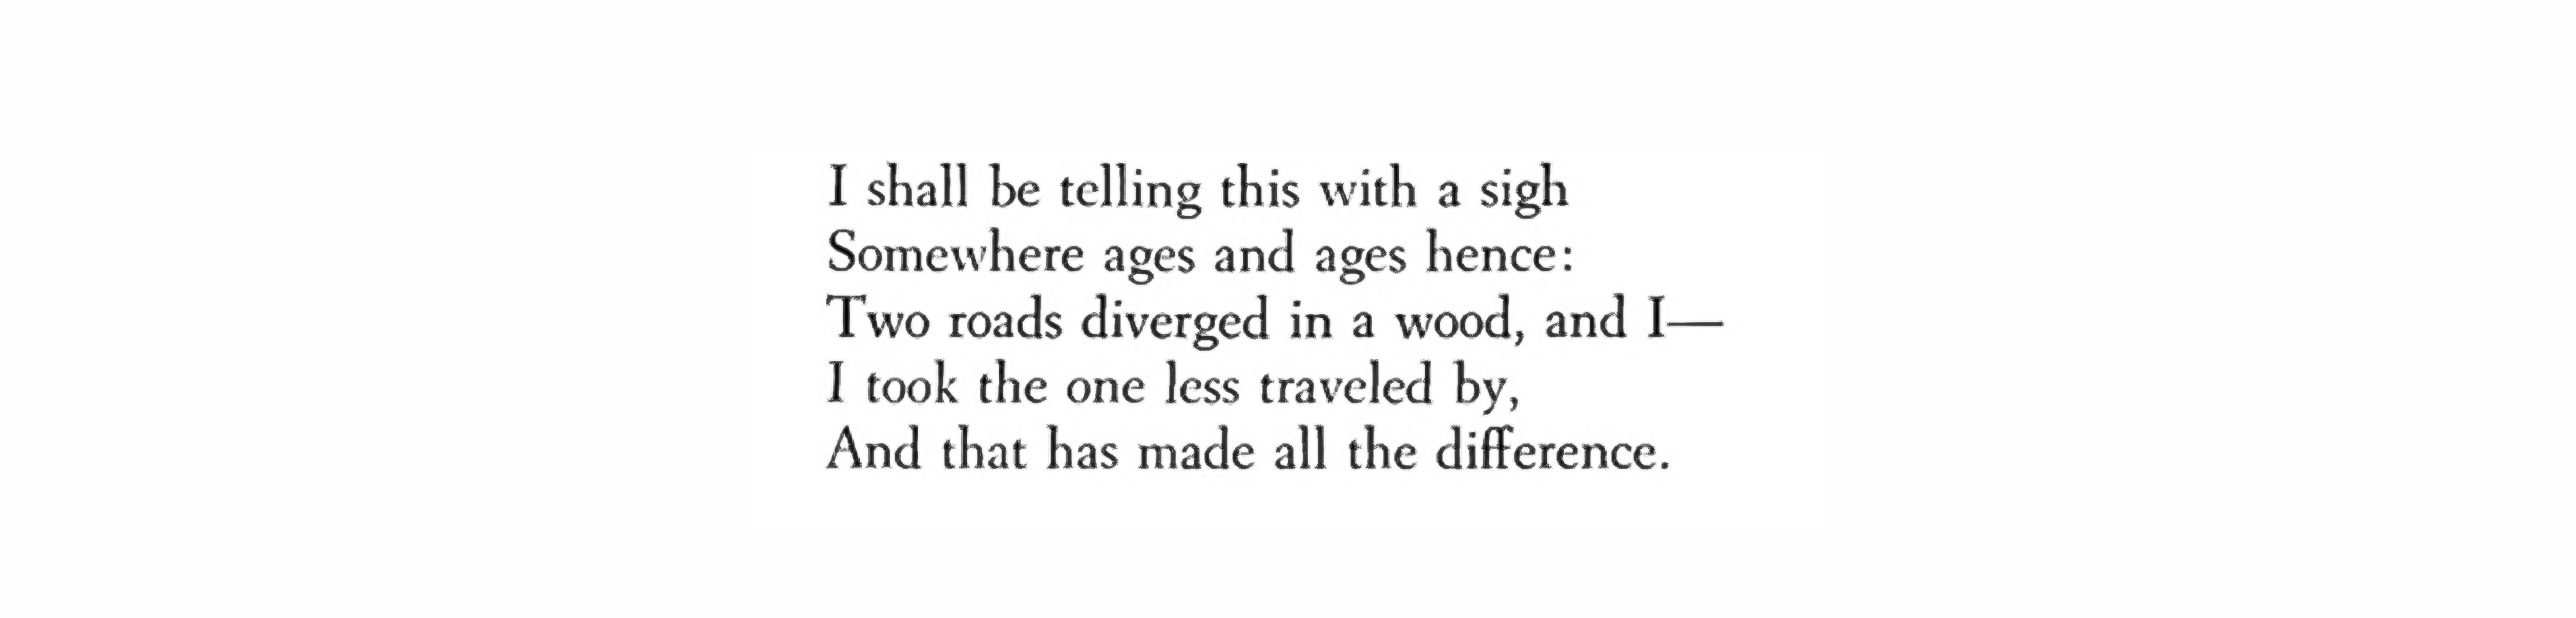 I shall be telling this with a sigh
Somewhere ages and ages hence:
Two roads diverged in a wood, and I—
I took the one less traveled by,
And that has made all the difference.